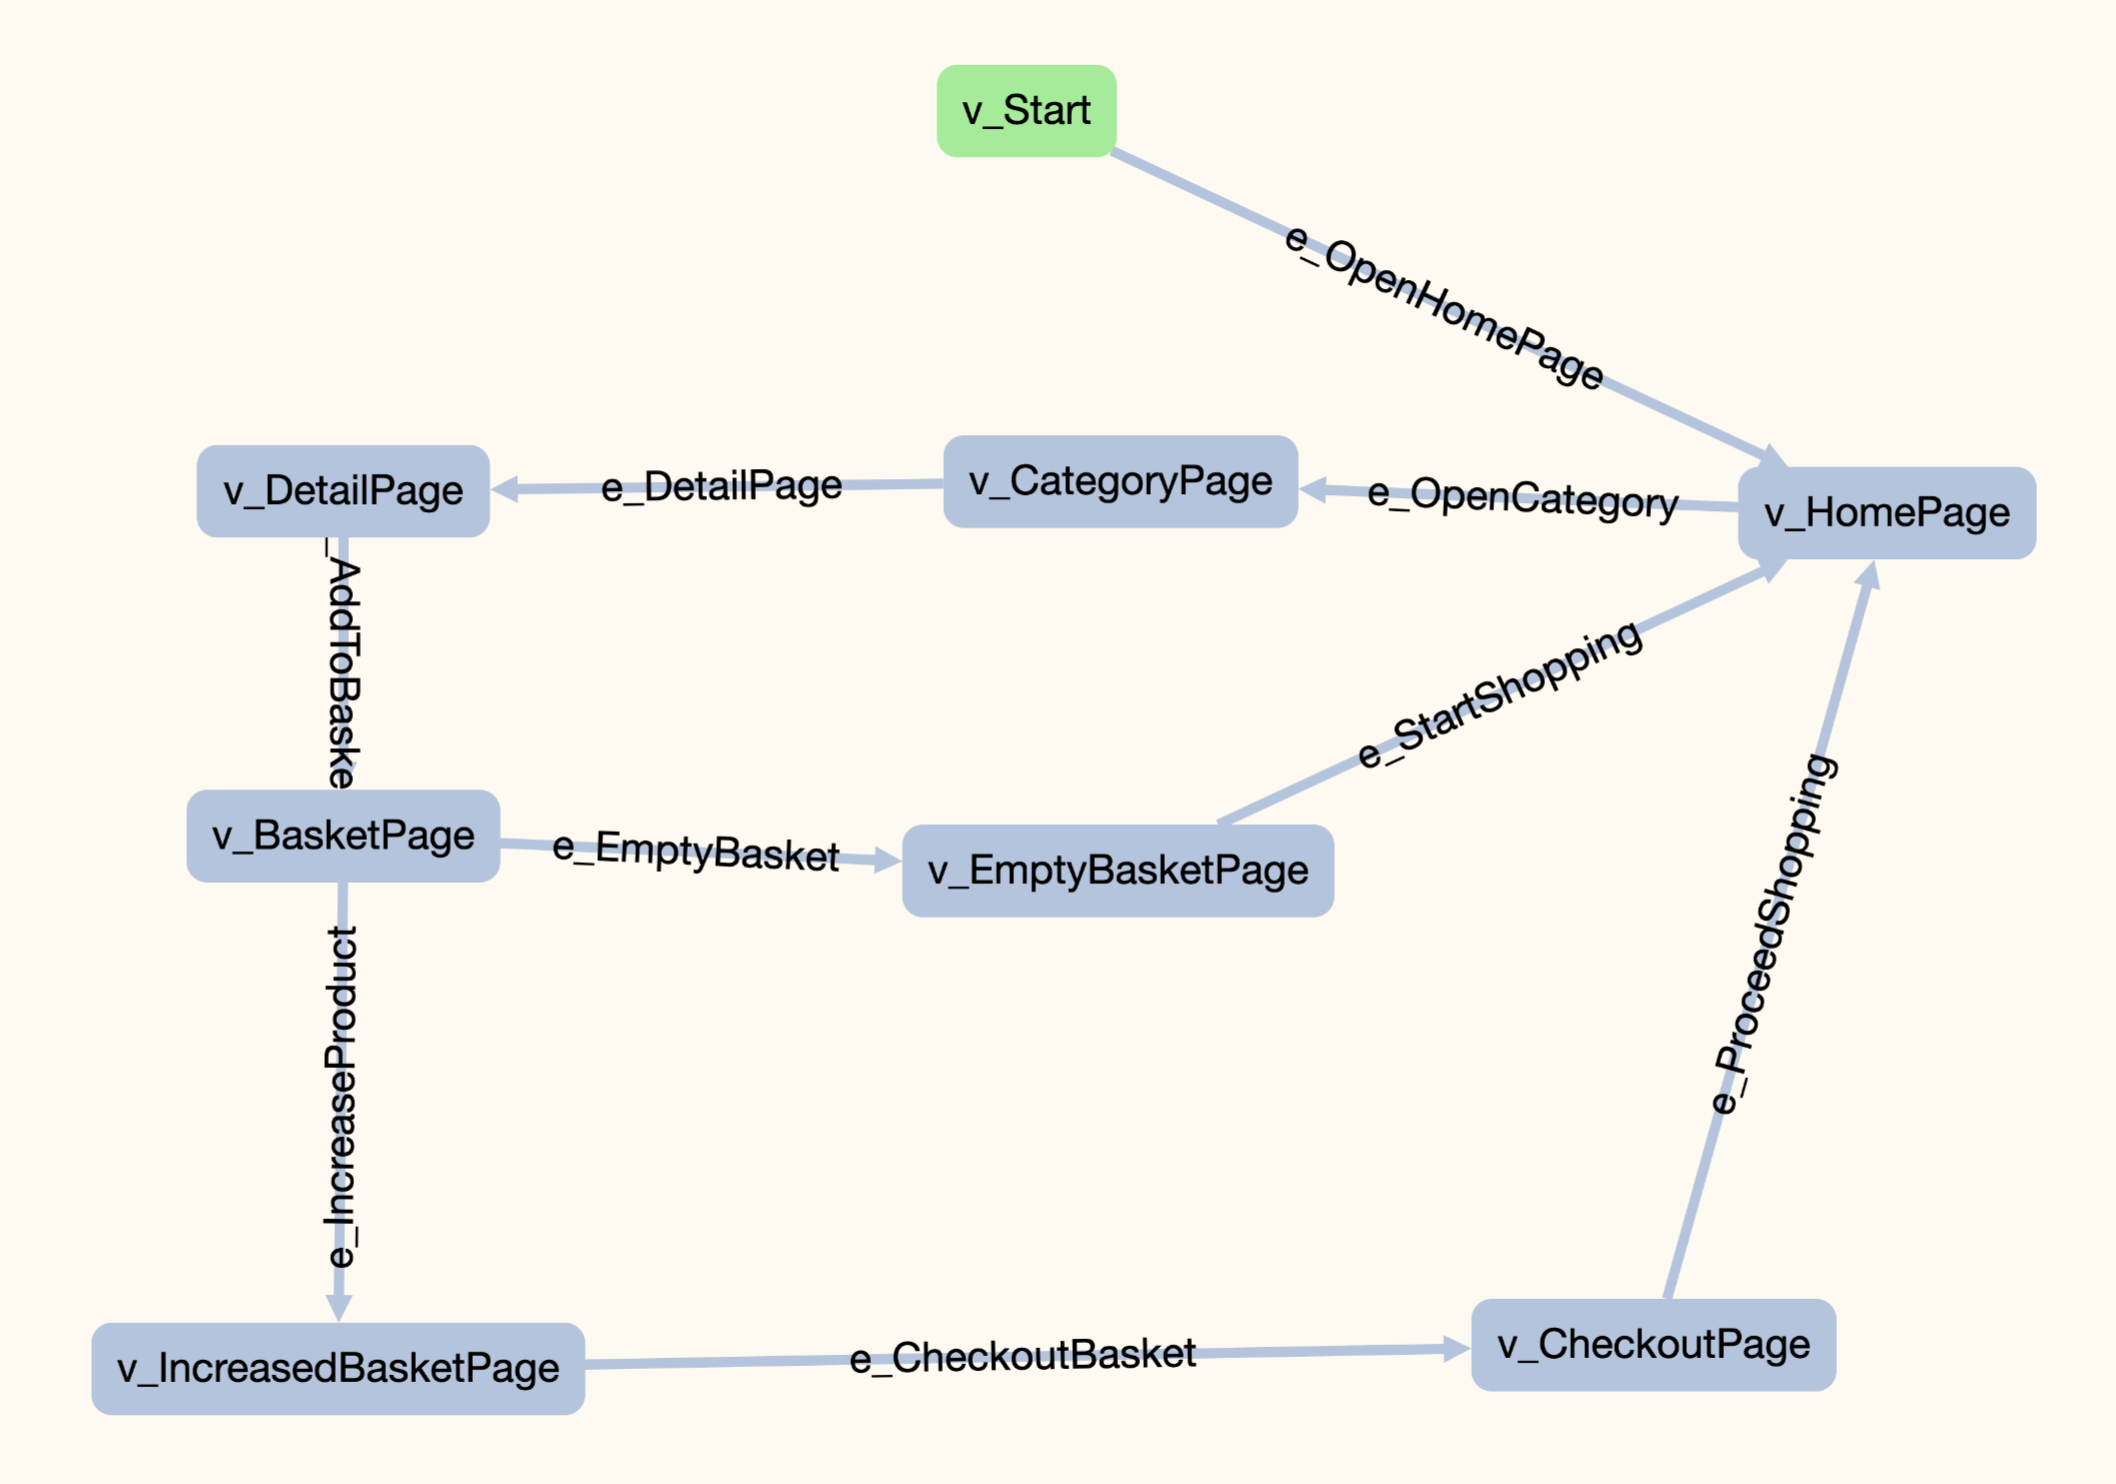 v_Start
e_OpenHomePage
v_DetailPage
e_DetailPage
v_CategoryPage
e_OpenCategory
v_HomePage
_AddToBaske
e_StartShopping
v_BasketPage
e_EmptyBasket
v_EmptyBasketPage
e_ProceedShopping
e_IncreaseProduct
v_IncreasedBasketPage
e_CheckoutBasket
v_CheckoutPage